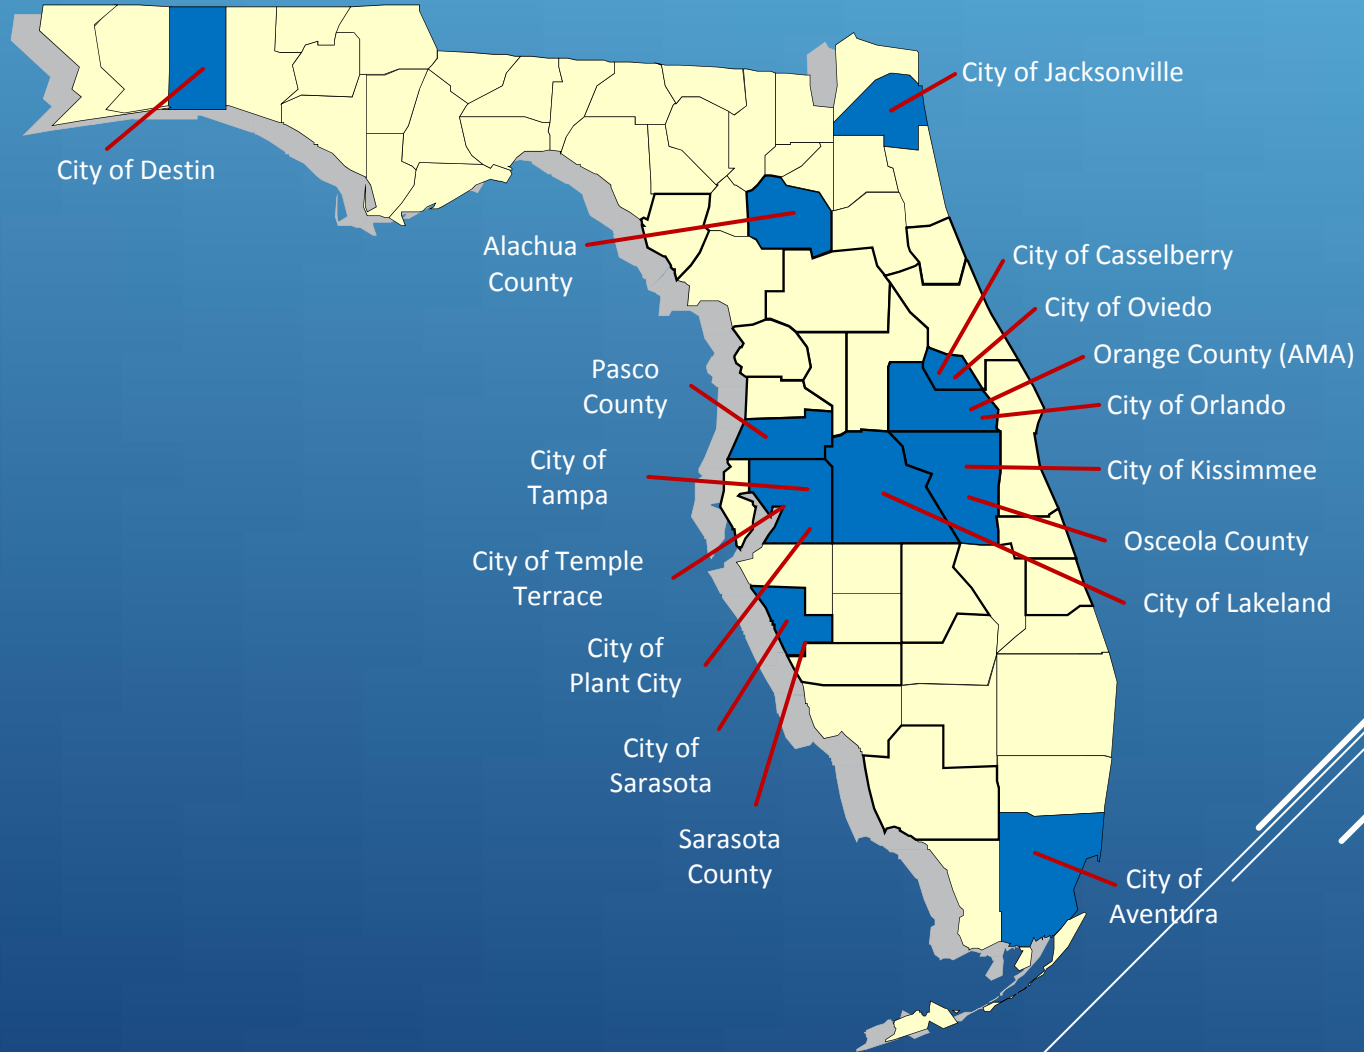 City of Jacksonville
City of Destin
Alachua
County
City of Casselberry
City of Oviedo
Orange County (AMA)
Pasco
County
City of Orlando
City of
Tampa
City of Kissimmee
Osceola County
City of Temple
Terrace
City of Lakeland
City of
Plant City
City of
Sarasota
Sarasota
County
City of
Aventura